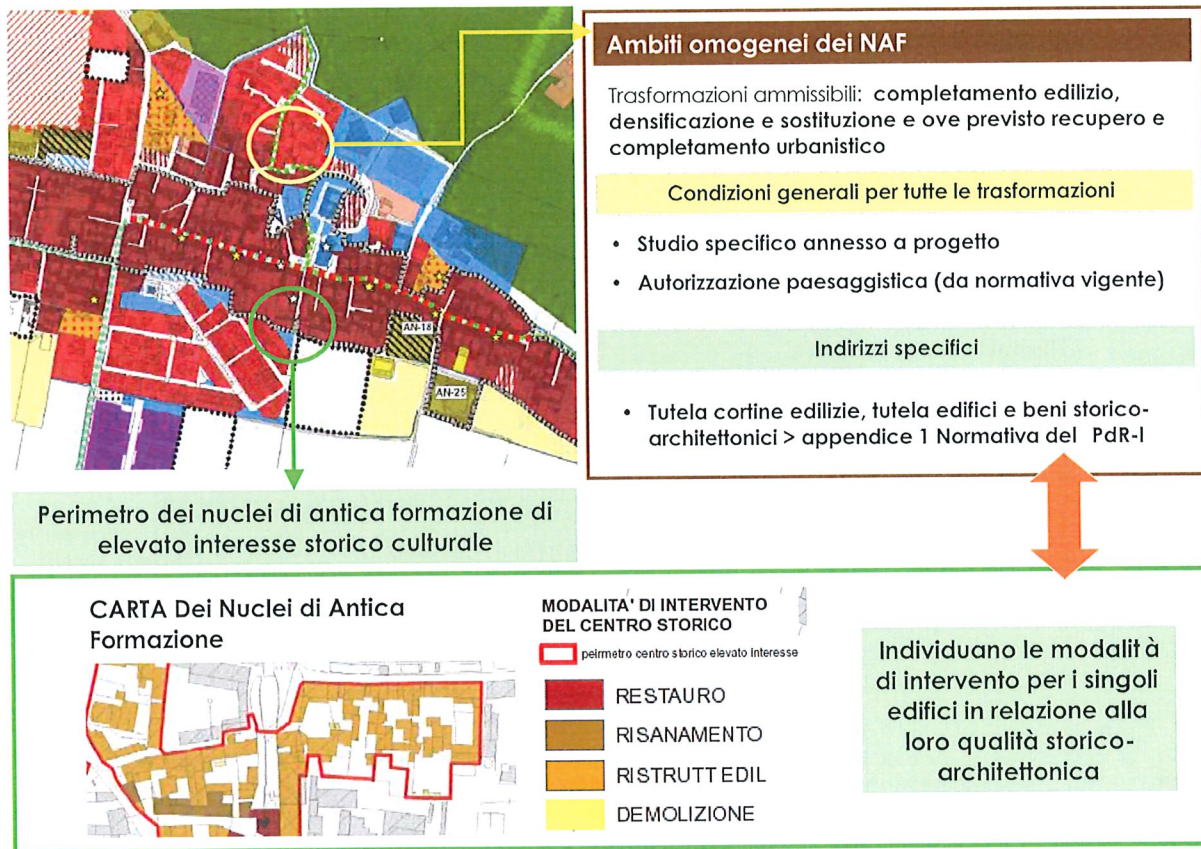 Ambiti omogenei dei NAF
Trasformazioni ammissibili: completamento edilizio,
densificazione e sostituzione e ove previsto recupero e
completamento urbanistico
Condizioni generali per tutte le trasformazioni
• Studio specifico annesso a progetto
• Autorizzazione paesaggistica (da normativa vigente)
Indirizzi specifici
• Tutela cortine edilizie, tutela edifici e beni storico-
architettonici > appendice 1 Normativa del PdR-I
AN-18
AN-25
Perimetro dei nuclei di antica formazione di
elevato interesse storico culturale
CARTA Dei Nuclei di Antica
Formazione
MODALITA' DI INTERVENTO
DEL CENTRO STORICO
peirmetro centro storico elevato interesse
RESTAURO
RISANAMENTO
RISTRUTT EDIL
DEMOLIZIONE
Individuano le modalità
di intervento per i singoli
edifici in relazione alla
loro qualità storico-
architettonica